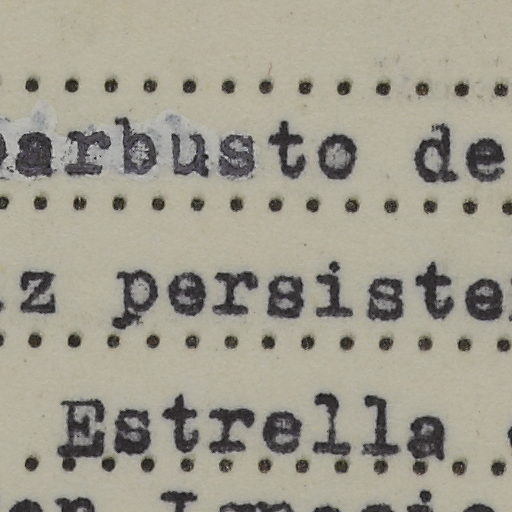 arbusto de
z persiste
Estrella